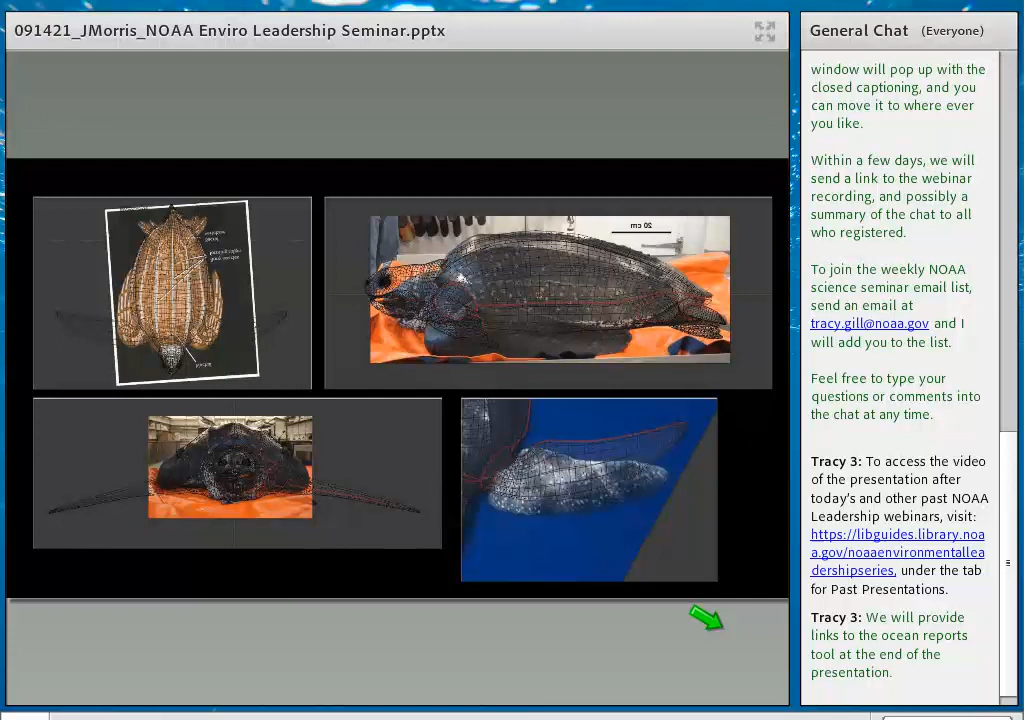 091421_JMorris_NOAA Enviro Leadership Seminar.pptx
20 cm
General Chat (Everyone)
window will pop up with the
closed captioning, and you
can move it to where ever
you like.
Within a few days, we will
send a link to the webinar
recording, and possibly a
summary of the chat to all
who registered.
To join the weekly NOAA
science seminar email list,
send an email at
tracy.gill@noaa.gov and I
will add you to the list.
Feel free to type your
questions or comments into
the chat at any time.
Tracy 3: To access the video
of the presentation after
today's and other past NOAA
Leadership webinars, visit:
https://libguides.library.noa
a.gov/noaaenvironmentallea
dershipseries, under the tab
for Past Presentations.
Tracy 3: We will provide
links to the ocean reports
tool at the end of the
presentation.